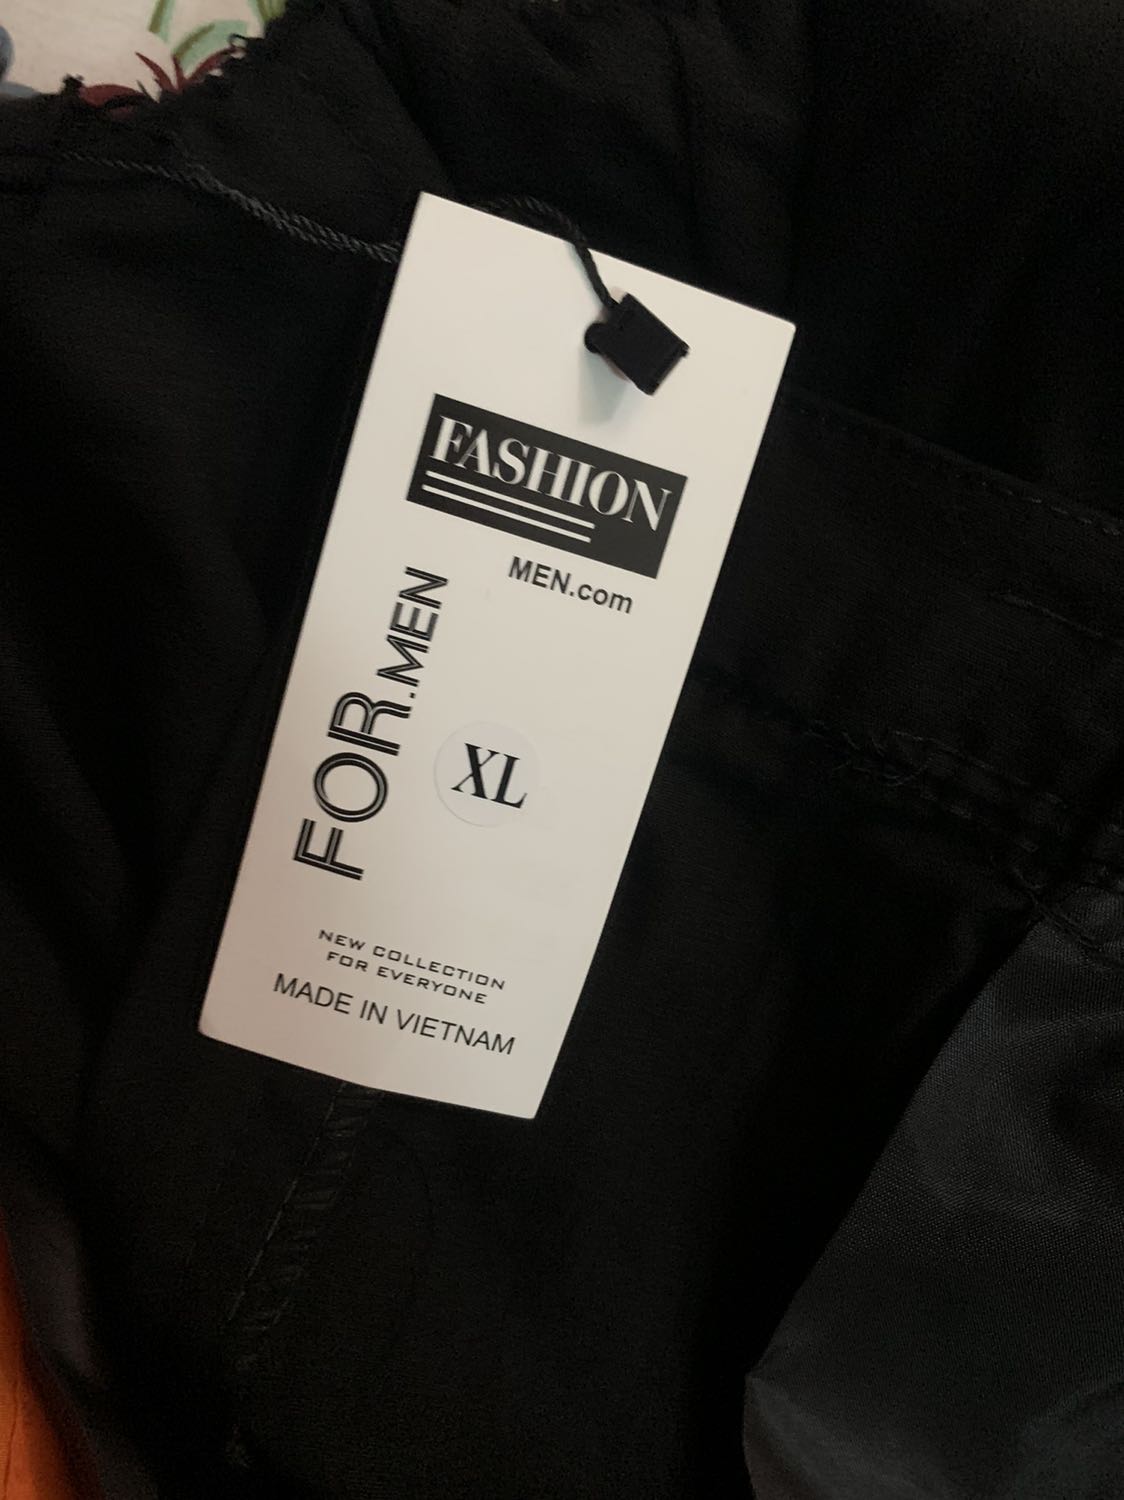 FASHION
MEN.com
FOR.MEN
XL
NEW COLLECTION
FOR EVERYONE
MADE IN VIETNAM